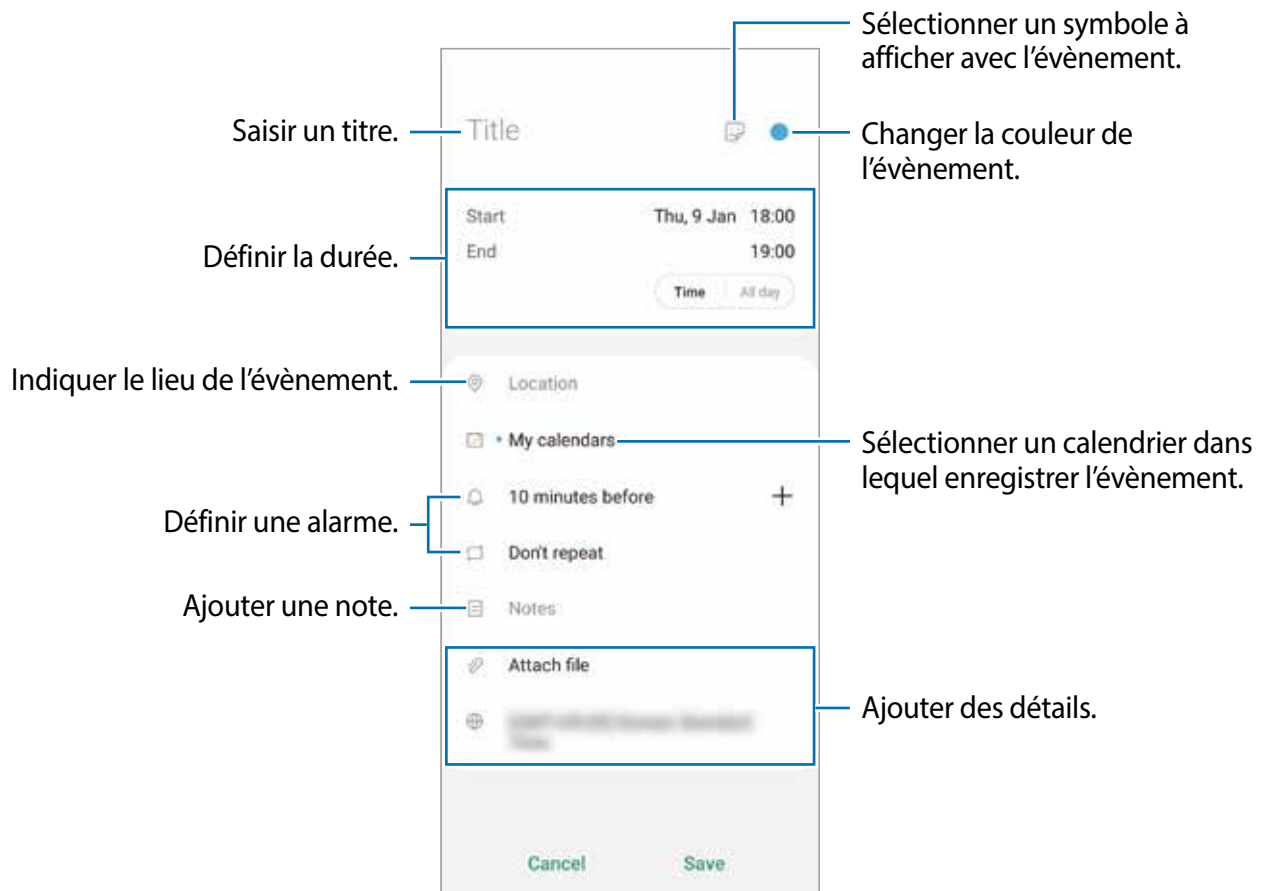 Sélectionner un symbole à
afficher avec l'évènement.
Saisir un titre.
Title
Changer la couleur de
l'évènement.
Start
Thu, 9 Jan 18:00
Définir la durée.
End
19:00
Time
All day
Indiquer le lieu de l'évènement.
Location
My calendars
Sélectionner un calendrier dans
lequel enregistrer l'évènement.
10 minutes before
Définir une alarme.
Don't repeat
Ajouter une note.
Notes
Attach file
Ajouter des détails.
Cancel
Save